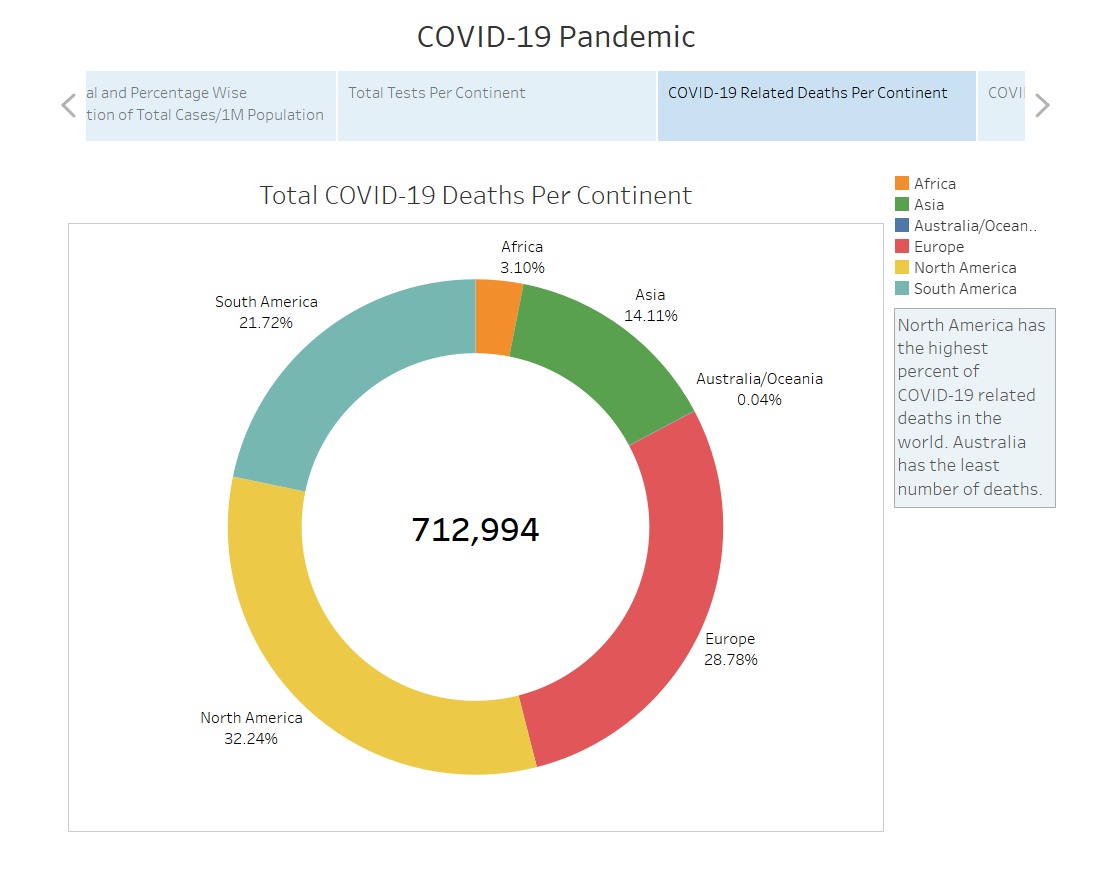 COVID-19 Pandemic
al and Percentage Wise
tion of Total Cases/1M Population
Total Tests Per Continent
COVID-19 Related Deaths Per Continent
COVI
Total COVID-19 Deaths Per Continent
Africa
3.10%
Asia
14.11%
Australia/Oceania
0.04%
Europe
28.78%
North America
32.24%
South America
21.72%
712,994
Africa
Asia
Australia/Ocean..
Europe
North America
South America
North America has
the highest
percent of
COVID-19 related
deaths in the
world. Australia
has the least
number of deaths.